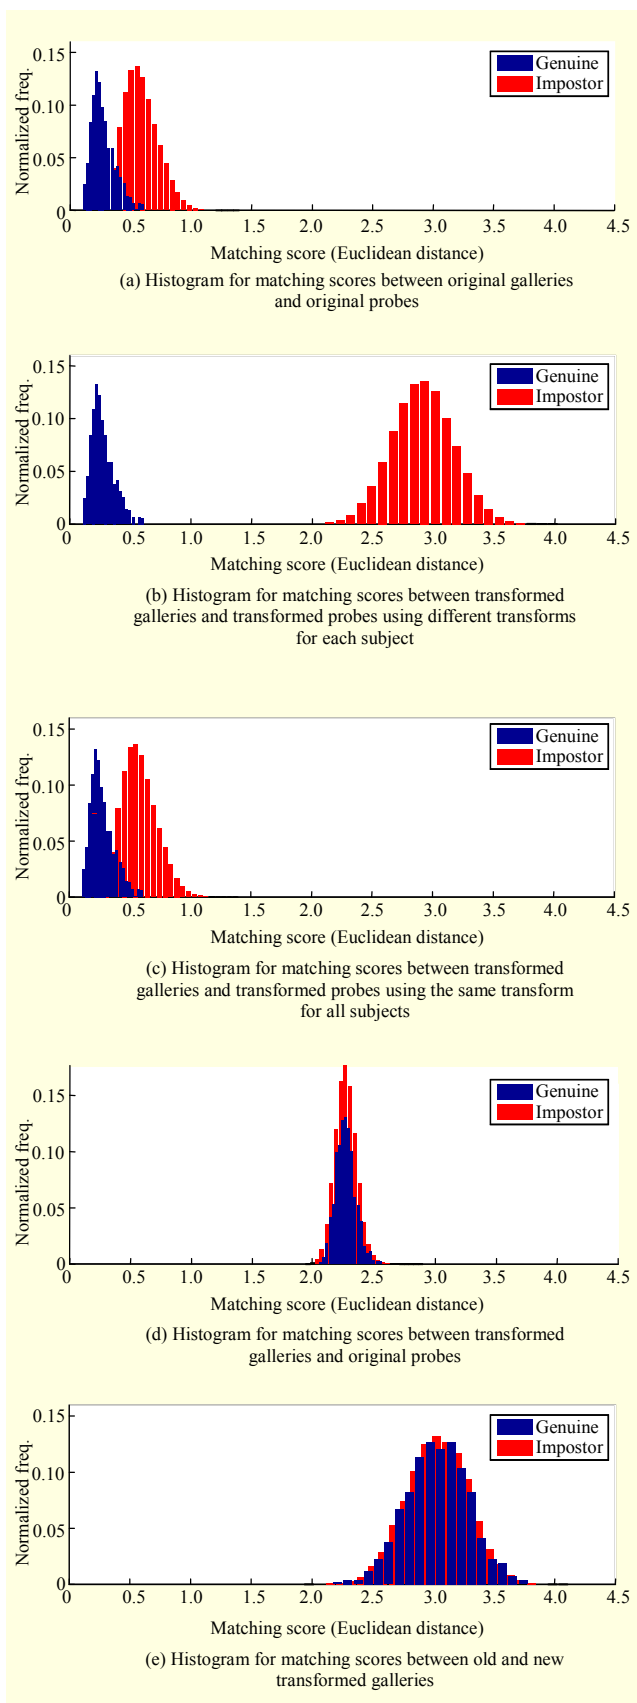 0.15
0.10
0.05
0
Normalized freq.
Genuine
Impostor
0 0.5 1.0 1.5 2.0 2.5 3.0 3.5 4.0 4.5
Matching score (Euclidean distance)
(a) Histogram for matching scores between original galleries
and original probes
0.15
0.10
0.05
0
Normalized freq.
Genuine
Impostor
0 0.5 1.0 1.5 2.0 2.5 3.0 3.5 4.0 4.5
Matching score (Euclidean distance)
(b) Histogram for matching scores between transformed
galleries and transformed probes using different transforms
for each subject
0.15
0.10
0.05
0
Normalized freq.
Genuine
Impostor
0 0.5 1.0 1.5 2.0 2.5 3.0 3.5 4.0 4.5
Matching score (Euclidean distance)
(c) Histogram for matching scores between transformed
galleries and transformed probes using the same transform
for all subjects
0.15
0.10
0.05
0
Normalized freq.
Genuine
Impostor
0 0.5 1.0 1.5 2.0 2.5 3.0 3.5 4.0 4.5
Matching score (Euclidean distance)
(d) Histogram for matching scores between transformed
galleries and original probes
0.15
0.10
0.05
0
Normalized freq.
Genuine
Impostor
0 0.5 1.0 1.5 2.0 2.5 3.0 3.5 4.0 4.5
Matching score (Euclidean distance)
(e) Histogram for matching scores between old and new
transformed galleries